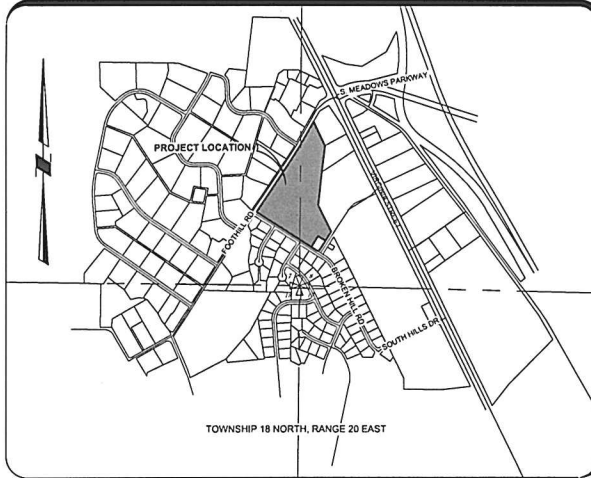 S. MEADOWS PARKWAY
PROJECT LOCATION
FOOTHILL RD
BROKEN HILL RD
SOUTH HILLS DR
TOWNSHIP 18 NORTH, RANGE 20 EAST